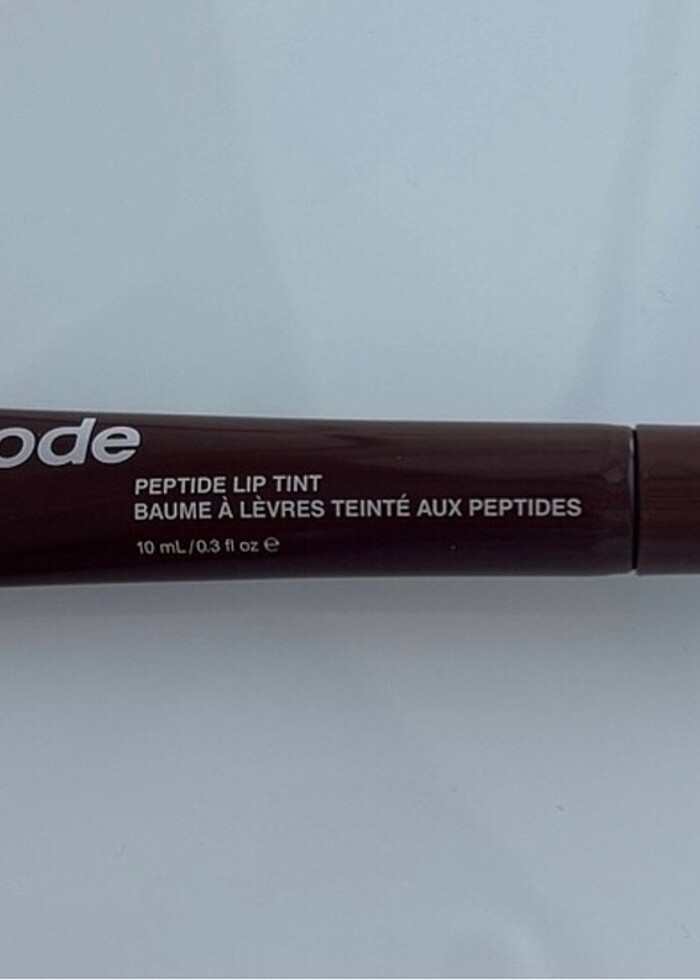 ode
PEPTIDE LIP TINT
BAUME À LÈVRES TEINTÉ AUX PEPTIDES
10 mL/0.3 fl oz ℮